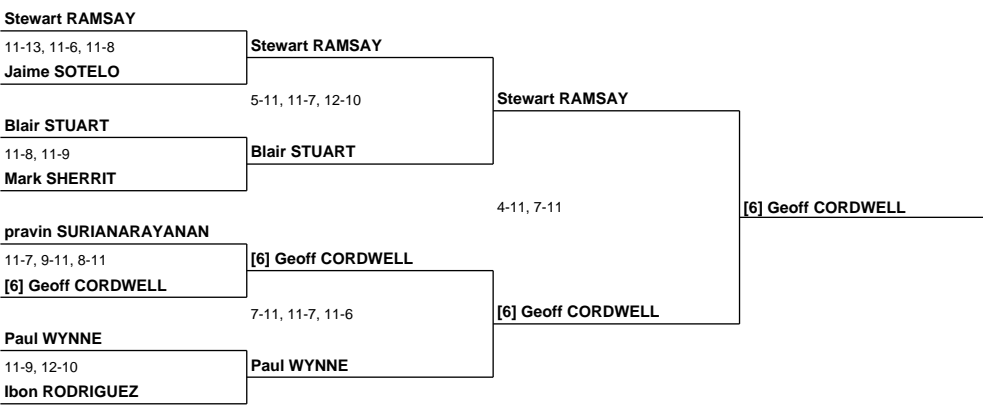 Stewart RAMSAY
11-13, 11-6, 11-8
Stewart RAMSAY
Jaime SOTELO
5-11, 11-7, 12-10
Stewart RAMSAY
Blair STUART
11-8, 11-9
Blair STUART
Mark SHERRIT
4-11, 7-11
[6] Geoff CORDWELL
pravin SURIANARAYANAN
11-7, 9-11, 8-11
[6] Geoff CORDWELL
[6] Geoff CORDWELL
7-11, 11-7, 11-6
[6] Geoff CORDWELL
Paul WYNNE
11-9, 12-10
Paul WYNNE
Ibon RODRIGUEZ